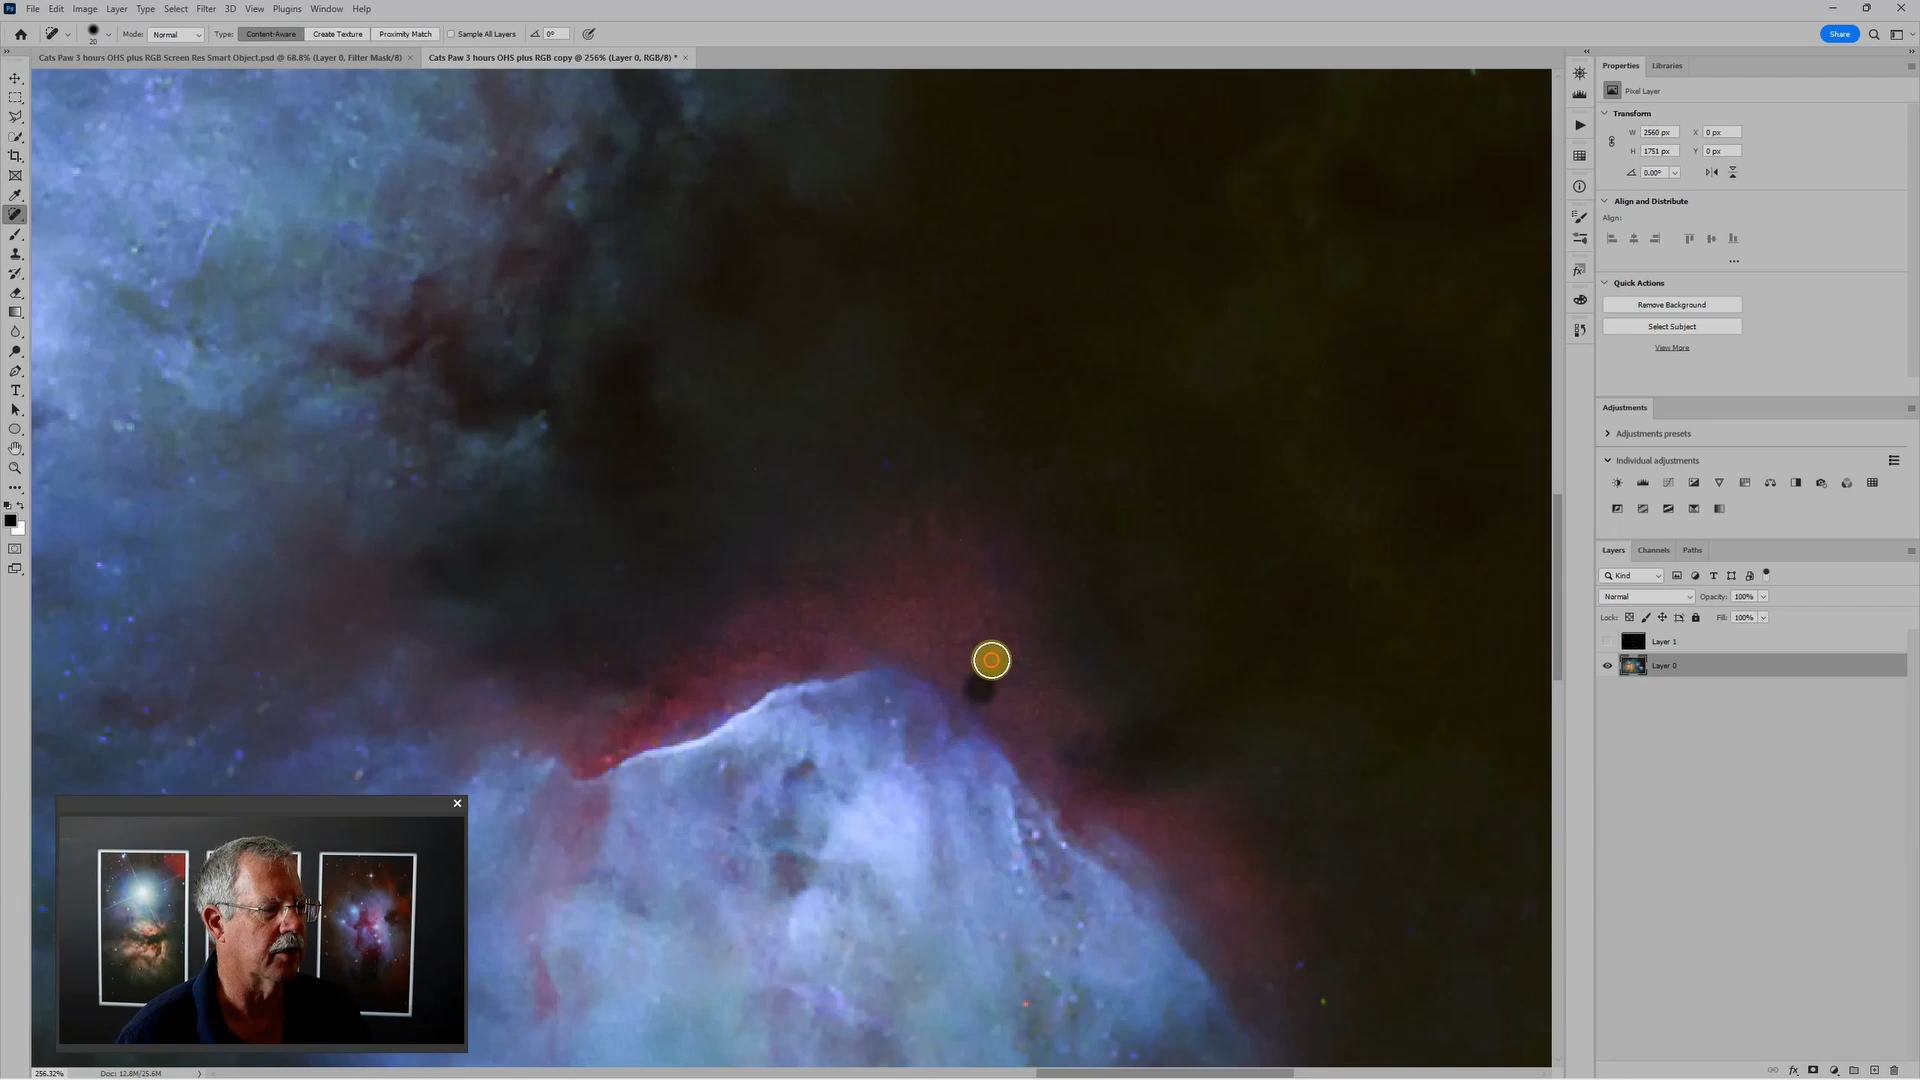 File Edit Image Layer Type Select Filter 3D View Plugins Window Help
20 Mode: Normal Type: Content-Aware Create Texture Proximity Match Sample All Layers 0° Share
Cats Paw 3 hours OHS plus RGB Screen Res Smart Object.psd @ 68.8% (Layer 0, Filter Mask/8) * × Cats Paw 3 hours OHS plus RGB copy @ 256% (Layer 0, RGB/8) * ×
Properties Libraries
Pixel Layer
Transform
W 2560 px X 0 px
H 1751 px Y 0 px
0.00°
Align and Distribute
Align:
Quick Actions
Remove Background
Select Subject
View More
Adjustments
Adjustments presets
Individual adjustments
Layers Channels Paths
Kind
Normal Opacity: 100%
Lock: Fill: 100%
Layer 1
Layer 0
256.32% Doc: 12.8M/25.6M